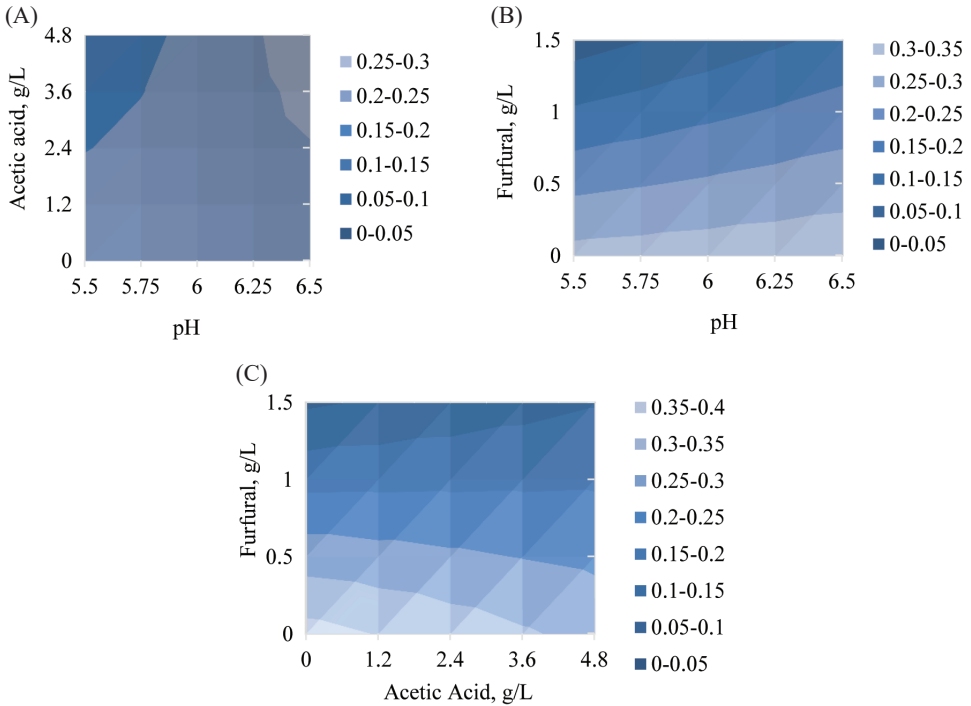 (A)
Acetic acid, g/L
4.8
3.6
2.4
1.2
0
5.5 5.75 6 6.25 6.5
pH
0.25-0.3
0.2-0.25
0.15-0.2
0.1-0.15
0.05-0.1
0-0.05
(B)
Furfural, g/L
1.5
1
0.5
0
5.5 5.75 6 6.25 6.5
pH
0.3-0.35
0.25-0.3
0.2-0.25
0.15-0.2
0.1-0.15
0.05-0.1
0-0.05
(C)
Furfural, g/L
1.5
1
0.5
0
0 1.2 2.4 3.6 4.8
Acetic Acid, g/L
0.35-0.4
0.3-0.35
0.25-0.3
0.2-0.25
0.15-0.2
0.1-0.15
0.05-0.1
0-0.05